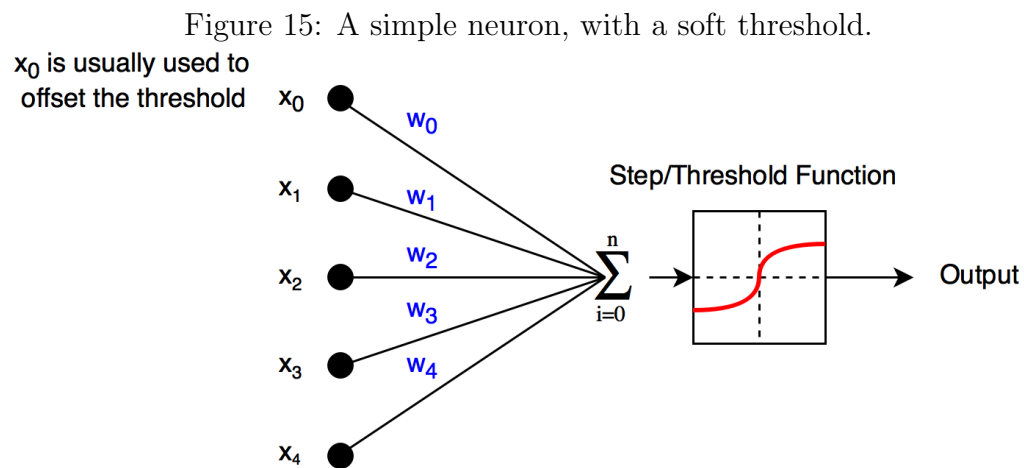 Figure 15: A simple neuron, with a soft threshold.
x₀ is usually used to
offset the threshold
x₀
w₀
x₁
w₁
x₂
w₂
x₃
w₃
x₄
w₄
n
∑
i=0
Step/Threshold Function
Output